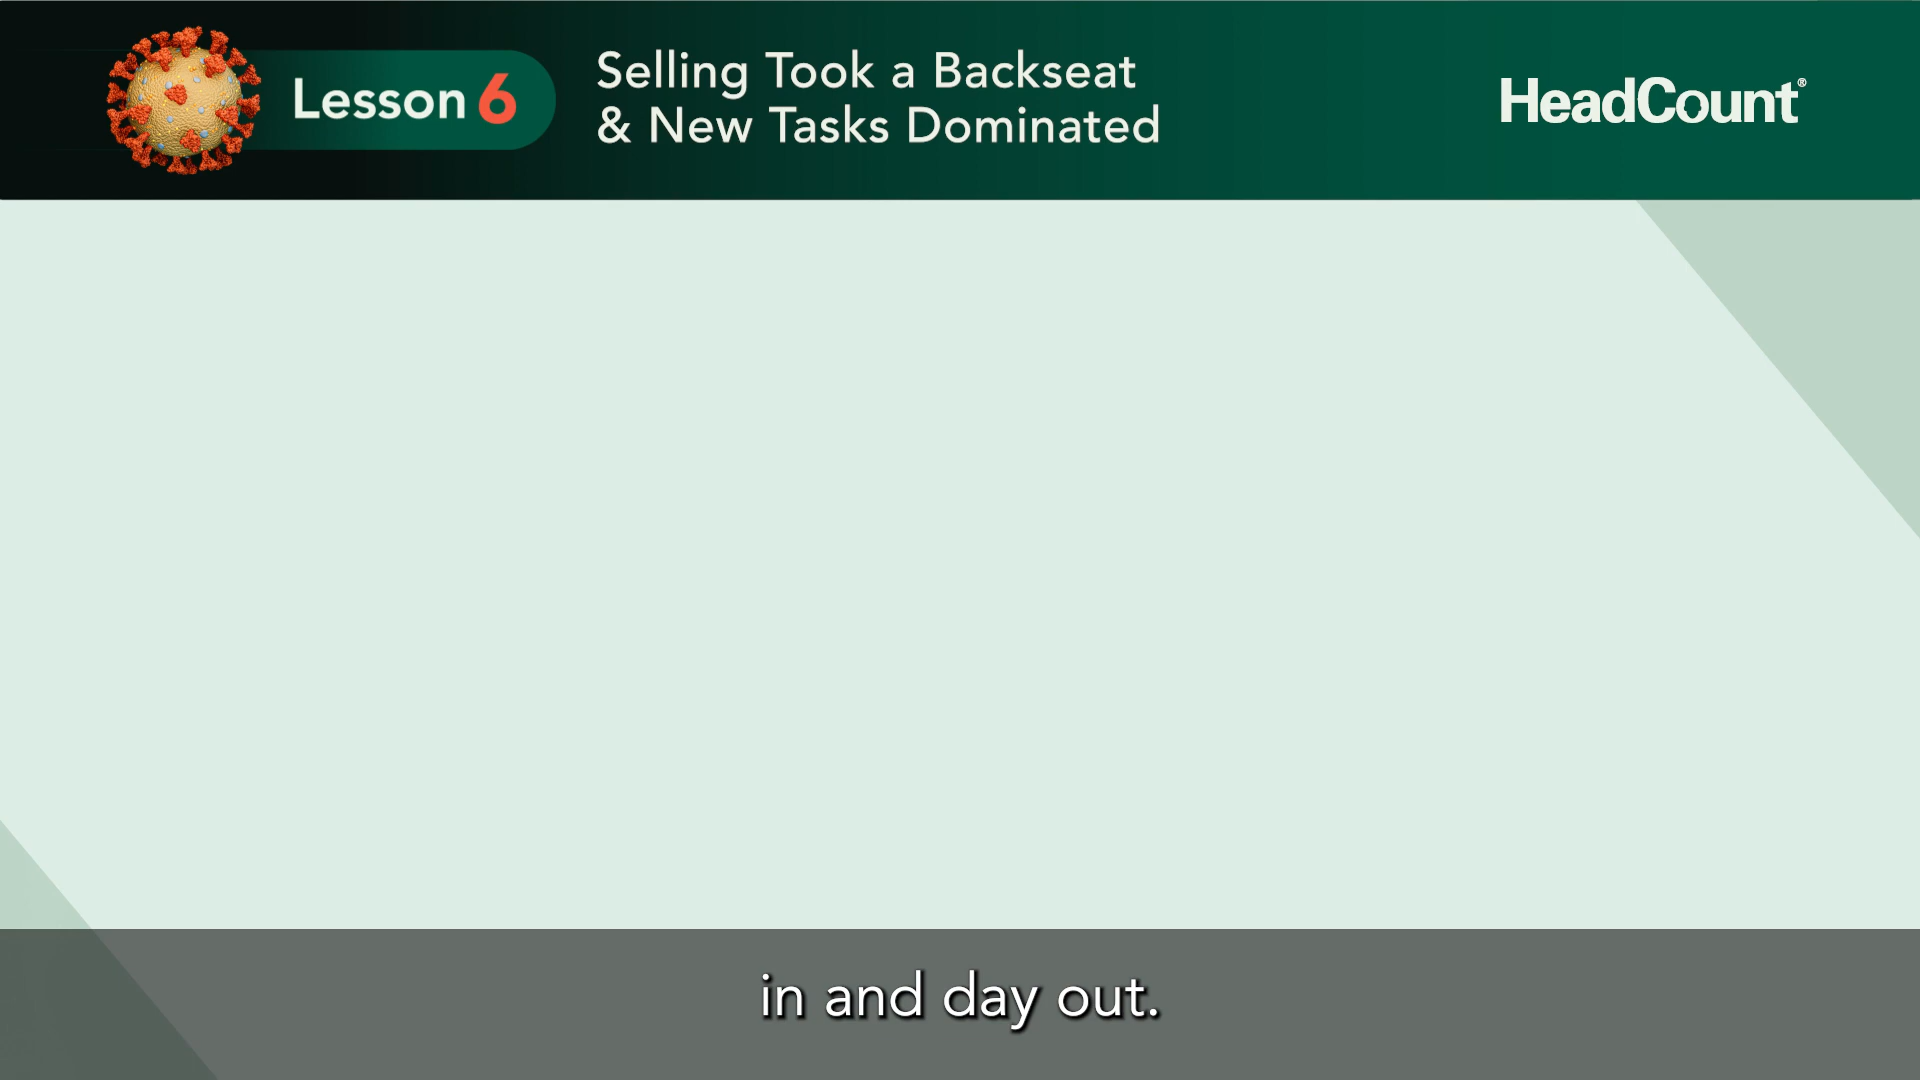 Lesson 6
Selling Took a Backseat
& New Tasks Dominated
HeadCount®
in and day out.